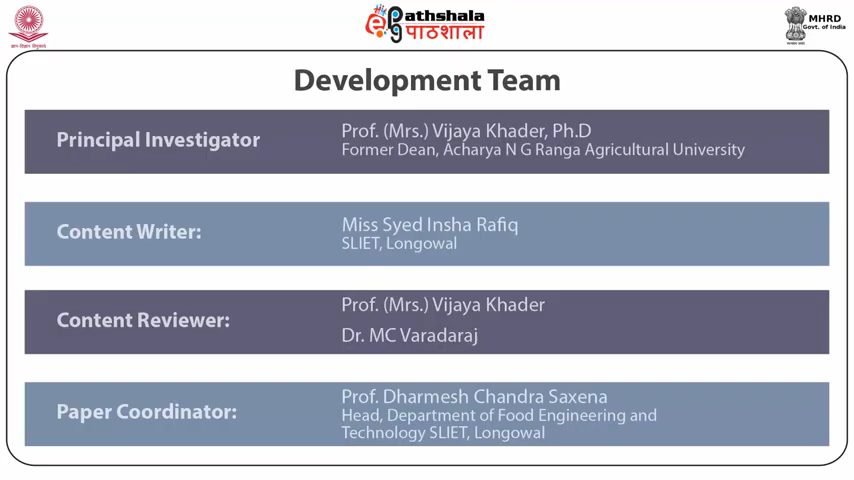 ePathshala
पाठशाला
MHRD
Govt. of India
Development Team
Principal Investigator
Prof. (Mrs.) Vijaya Khader, Ph.D
Former Dean, Acharya N G Ranga Agricultural University
Content Writer:
Miss Syed Insha Rafiq
SLIET, Longowal
Content Reviewer:
Prof. (Mrs.) Vijaya Khader
Dr. MC Varadaraj
Paper Coordinator:
Prof. Dharmesh Chandra Saxena
Head, Department of Food Engineering and
Technology SLIET, Longowal